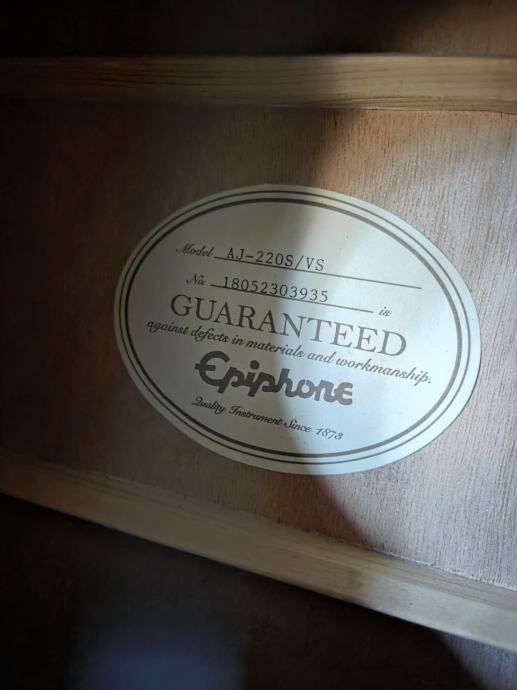 Model AJ-220S/VS
No. 18052303935 is
GUARANTEED
against defects in materials and workmanship.
Epiphone
Quality Instrument Since 1873